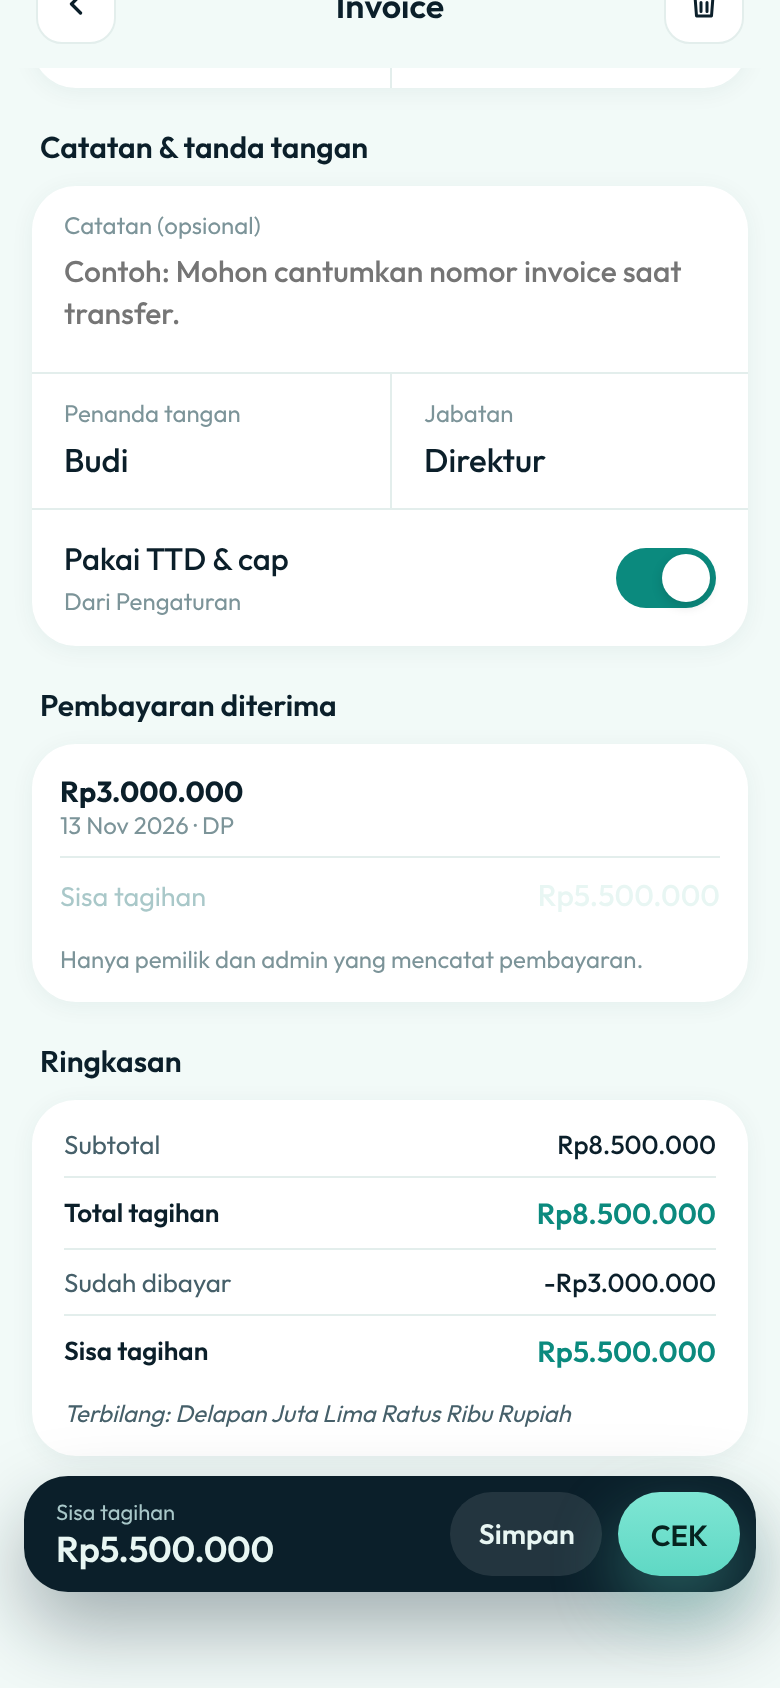 Invoice
Catatan & tanda tangan
Catatan (opsional)
Contoh: Mohon cantumkan nomor invoice saat
transfer.
Penanda tangan
Budi
Jabatan
Direktur
Pakai TTD & cap
Dari Pengaturan
Pembayaran diterima
Rp3.000.000
13 Nov 2026 · DP
Sisa tagihan Rp5.500.000
Hanya pemilik dan admin yang mencatat pembayaran.
Ringkasan
Subtotal Rp8.500.000
Total tagihan Rp8.500.000
Sudah dibayar -Rp3.000.000
Sisa tagihan Rp5.500.000
Terbilang: Delapan Juta Lima Ratus Ribu Rupiah
Sisa tagihan
Rp5.500.000
Simpan
CEK